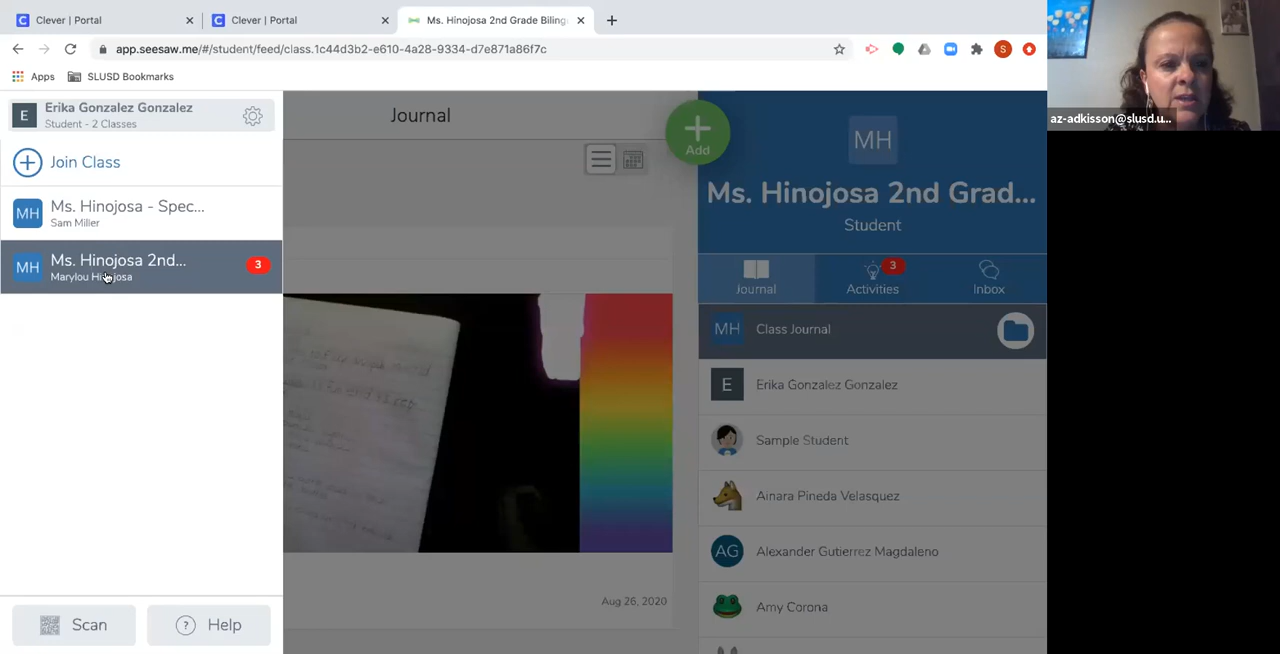 Clever | Portal
Clever | Portal
Ms. Hinojosa 2nd Grade Biling
app.seesaw.me/#/student/feed/class.1c44d3b2-e610-4a28-9334-d7e871a86f7c
S
Apps
SLUSD Bookmarks
az-adkisson@slusd.u...
E
Erika Gonzalez Gonzalez
Student - 2 Classes
Join Class
MH
Ms. Hinojosa - Spec...
Sam Miller
MH
Ms. Hinojosa 2nd...
Marylou Hinojosa
3
Scan
? Help
Journal
Add
Aug 26, 2020
MH
Ms. Hinojosa 2nd Grad...
Student
Journal
3
Activities
Inbox
MH
Class Journal
E
Erika Gonzalez Gonzalez
Sample Student
Ainara Pineda Velasquez
AG
Alexander Gutierrez Magdaleno
Amy Corona